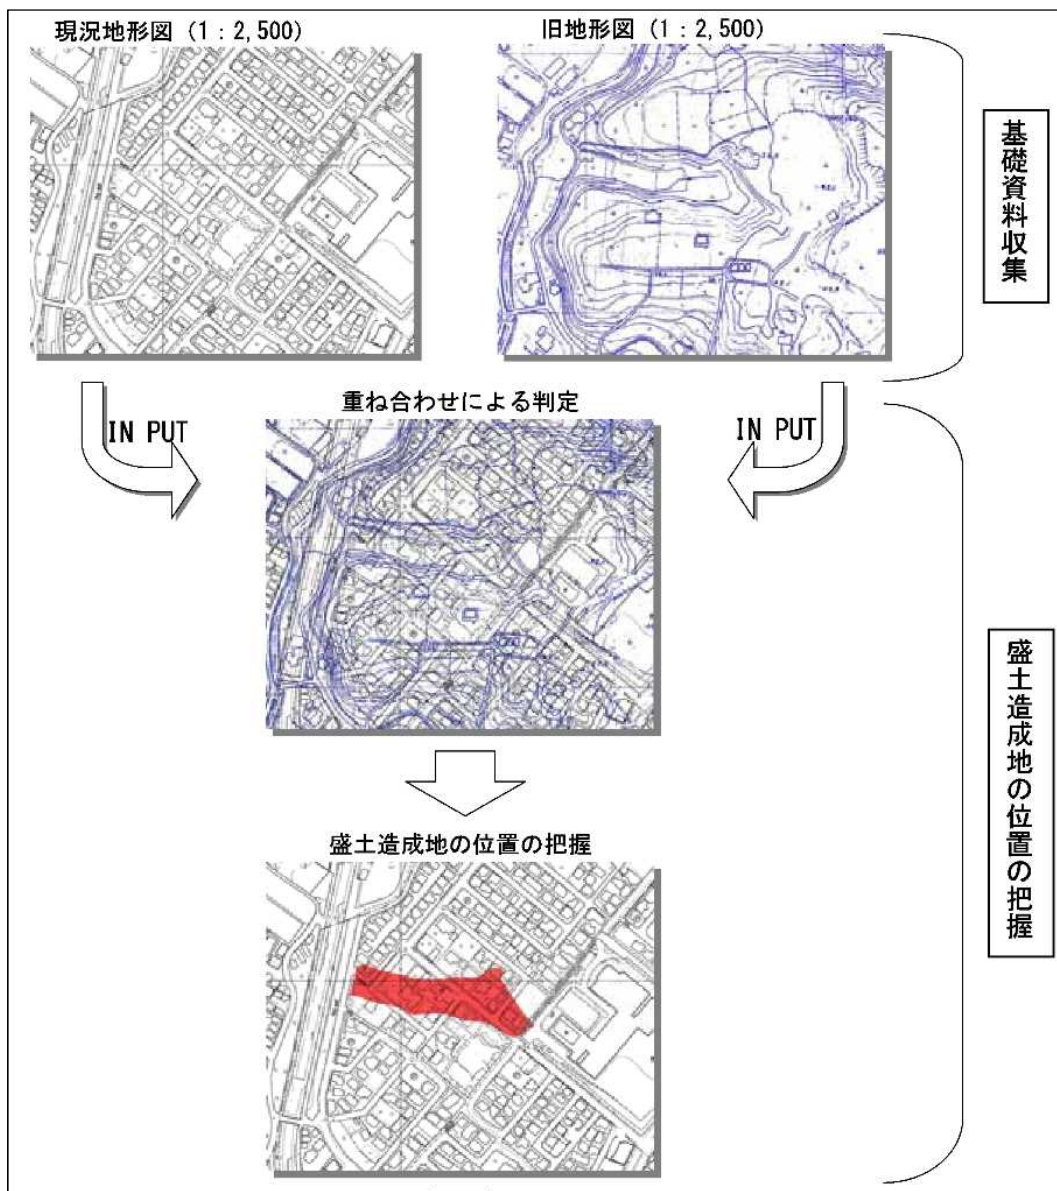 現況地形図（1：2,500）
旧地形図（1：2,500）
基礎資料収集
IN PUT
重ね合わせによる判定
IN PUT
盛土造成地の位置の把握
盛土造成地の位置の把握